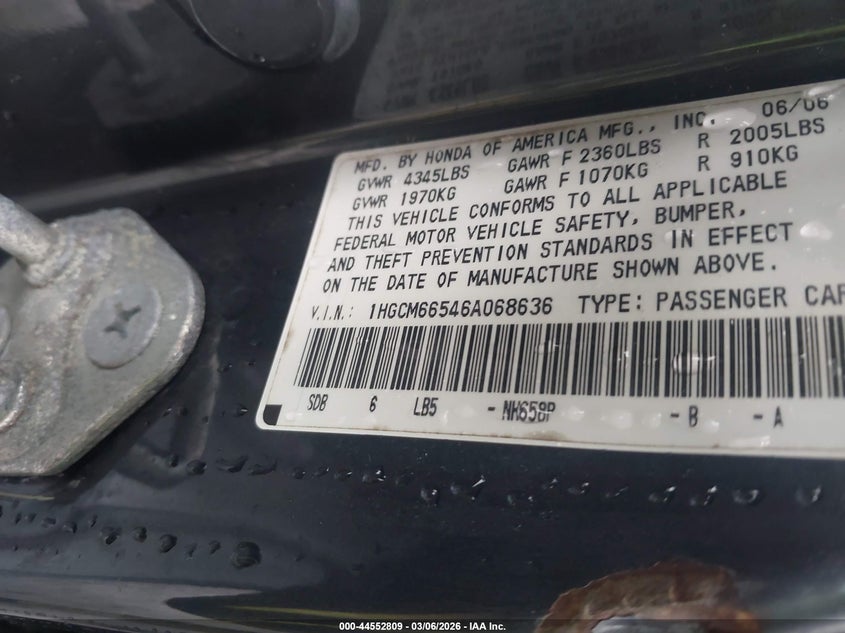 06/06
MFD. BY HONDA OF AMERICA MFG., INC.
GVWR 4345LBS GAWR F 2360LBS R 2005LBS
GVWR 1970KG GAWR F 1070KG R 910KG
THIS VEHICLE CONFORMS TO ALL APPLICABLE
FEDERAL MOTOR VEHICLE SAFETY, BUMPER,
AND THEFT PREVENTION STANDARDS IN EFFECT
ON THE DATE OF MANUFACTURE SHOWN ABOVE.
V.I.N.: 1HGCM66546A068636 TYPE: PASSENGER CAR
SDB 6 LB5 - NH658P - B - A
000-44552809 - 03/06/2026 - IAA Inc.